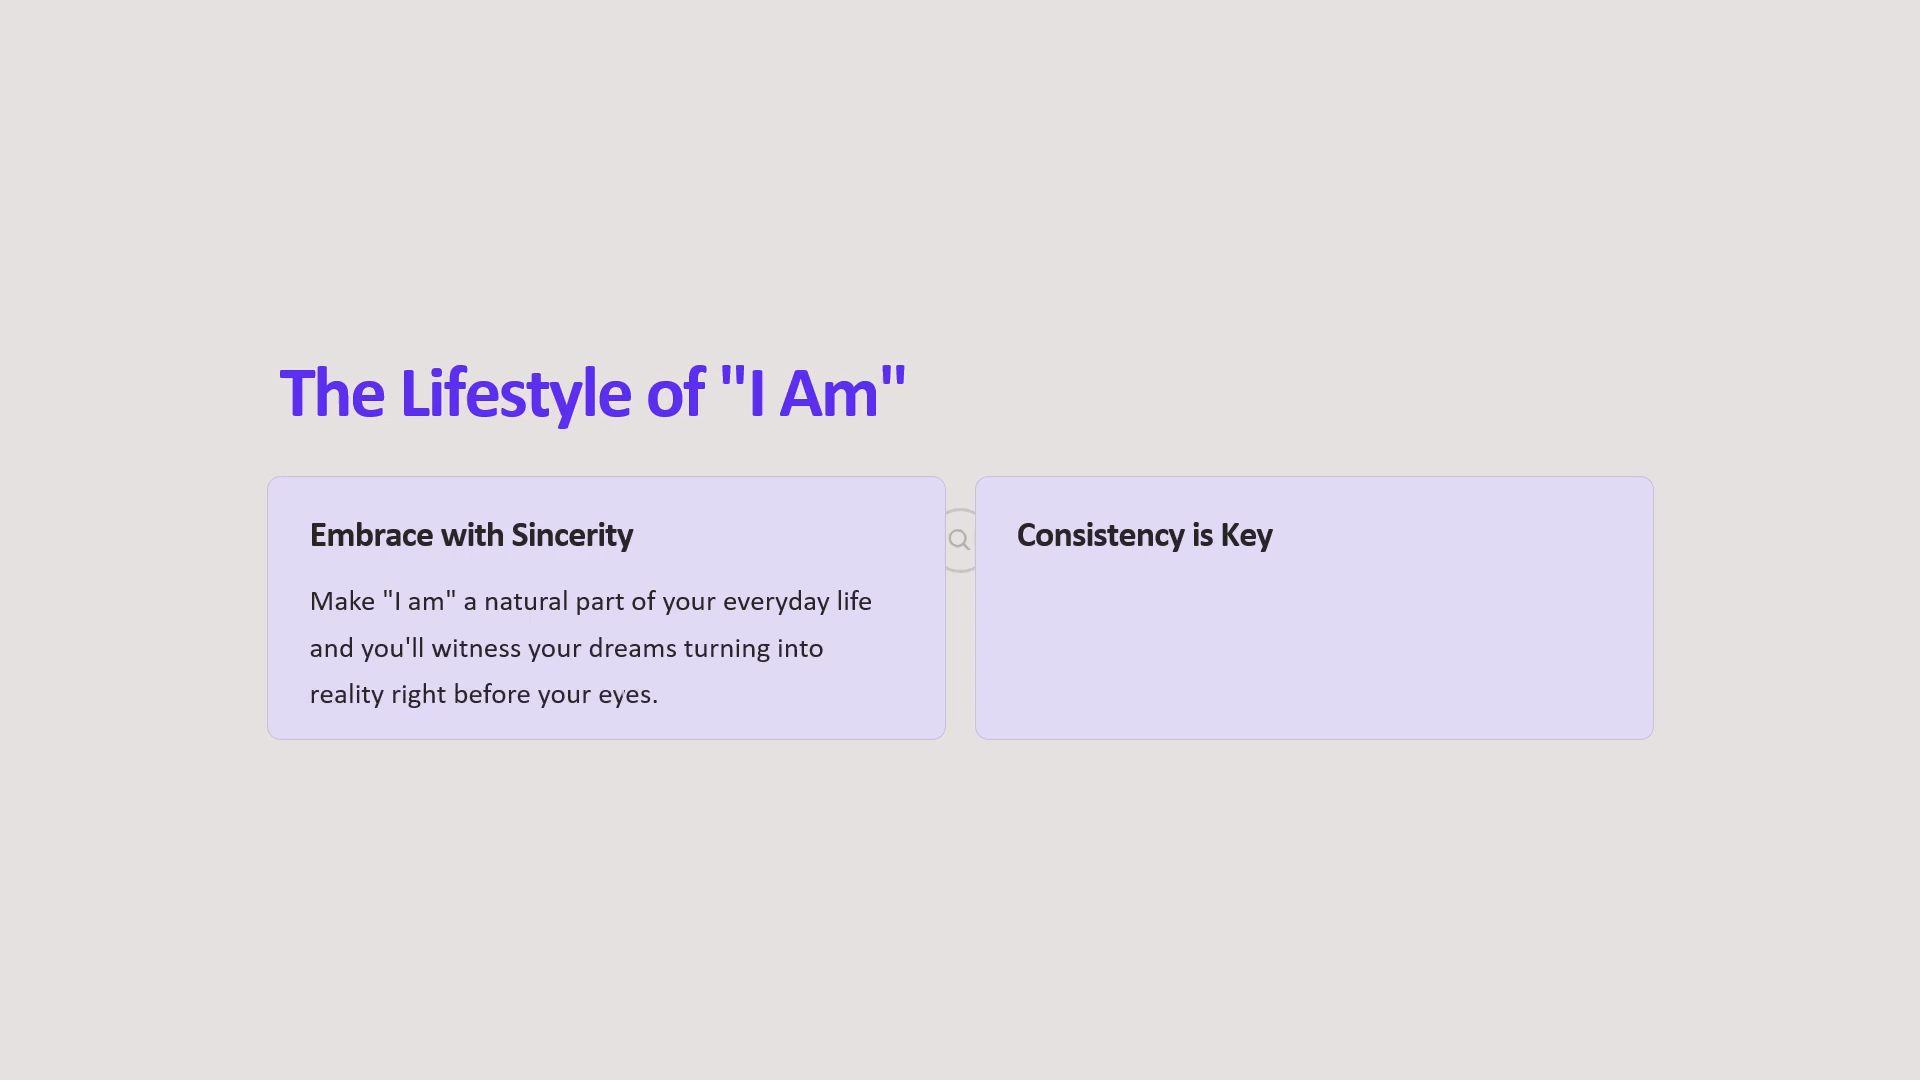 The Lifestyle of "I Am"
Embrace with Sincerity
Make "I am" a natural part of your everyday life
and you'll witness your dreams turning into
reality right before your eyes.
Consistency is Key